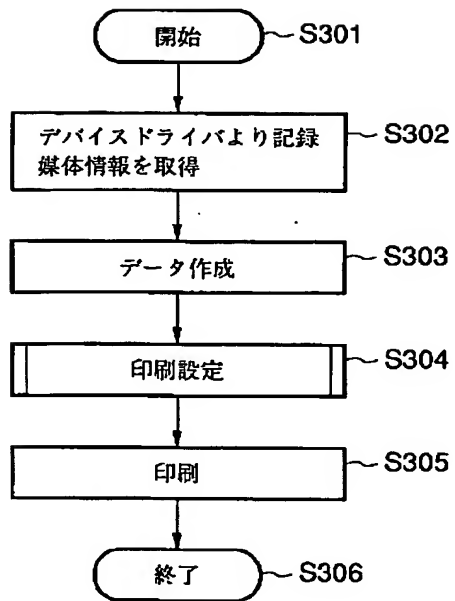 開始
S301
デバイスドライバより記録
媒体情報を取得
S302
データ作成
S303
印刷設定
S304
印刷
S305
終了
S306